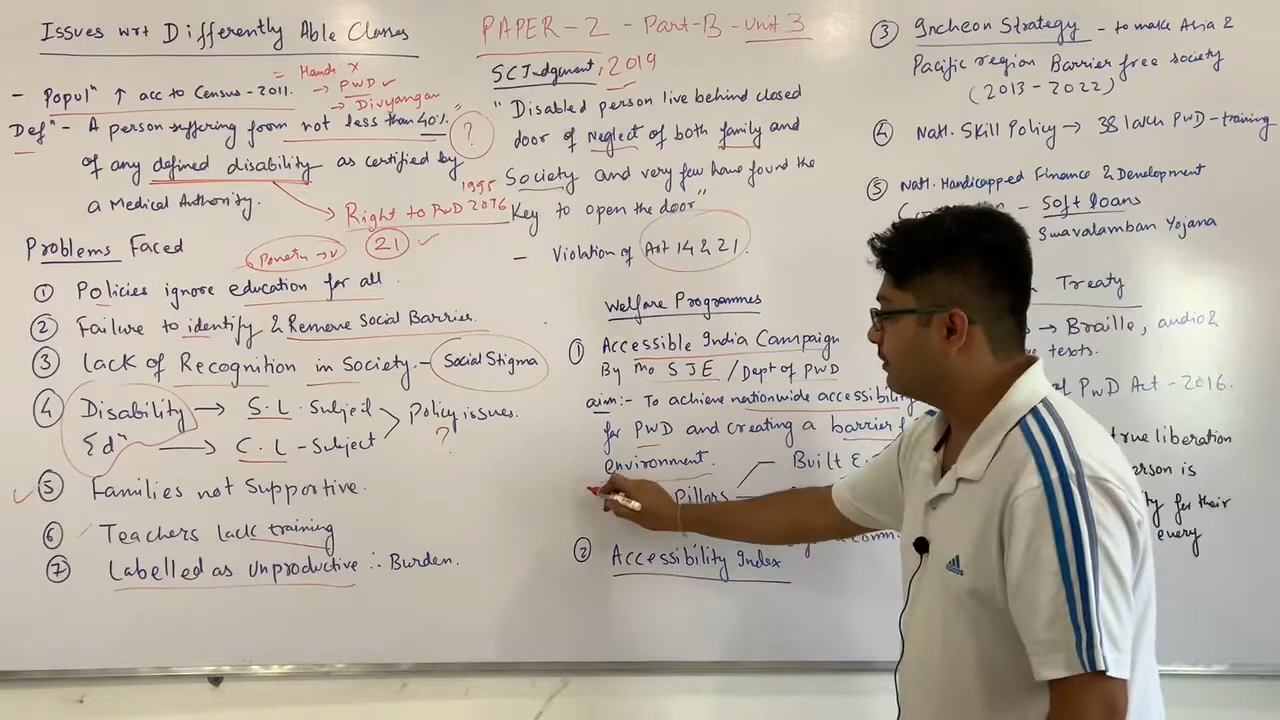 Issues wrt Differently Able Classes
- Populⁿ ↑ acc to Census-2011.
= Handi x
→ PWD ✓
→ Divyangan
Defⁿ - A person suffering from not less than 40%
of any defined disability as certified by
a Medical Authority.
?
1995
Right to PWD 2016
21 ✓
Problems Faced
① Policies ignore education for all.
② Failure to identify & Remove Social Barrier.
③ lack of Recognition in Society. - Social Stigma
④ Disability → S.L. Subject
Edⁿ → C.L - Subject
Policy issues.
?
⑤ Families not Supportive.
⑥ Teachers lack training
⑦ Labelled as unproductive ∴ Burden.
PAPER-2 - Part-B - Unit 3
SC Judgement, 2019
"Disabled person live behind closed
door of Neglect of both family and
Society and very few have found the
Key to open the door"
- Violation of Art 14 & 21.
Welfare Programmes
① Accessible India Campaign
By Mo SJE / Dept of PWD
aim:- To achieve nationwide accessibility
for PWD and creating a barrier
environment.
Pillars
Built E.
② Accessibility Index
③ Incheon Strategy - to make Asia &
Pacific region Barrier free society
(2013-2022)
④ Natl. Skill Policy → 38 lakh PWD-training
⑤ Natl. Handicapped Finance & Development
- Soft loans
Swavalamban Yojana
Treaty
→ Braille, audio &
texts.
PWD Act - 2016.
true liberation
person is
for their
every